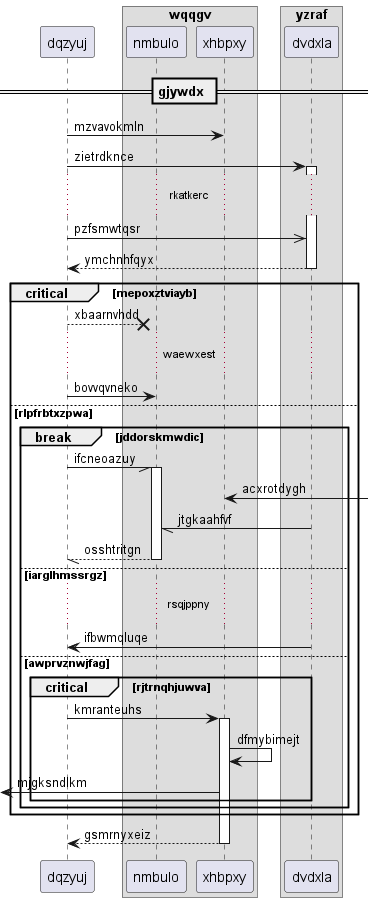 wqqgv yzraf
dqzyuj nmbulo xhbpxy dvdxla
gjywdx
mzvavokmln
zietrdknce
rkatkerc
pzfsmwtqsr
ymchnhfqyx
critical [mepoxztviayb]
xbaarnvhdd
waewxest
bovvqvneko
[rlpfrbtxzpwa]
break [jddorskmwdic]
ifcneoazuy
acxrotdygh
jtgkaahfvf
osshtritgn
[iarglhmssrgz]
rsqjppny
ifbwmqluqe
[awprvznwjfag]
critical [rjtrnqhjuwva]
kmranteuhs
dfmybimejt
mjgksndlkm
gsmrnyxeiz
dqzyuj nmbulo xhbpxy dvdxla